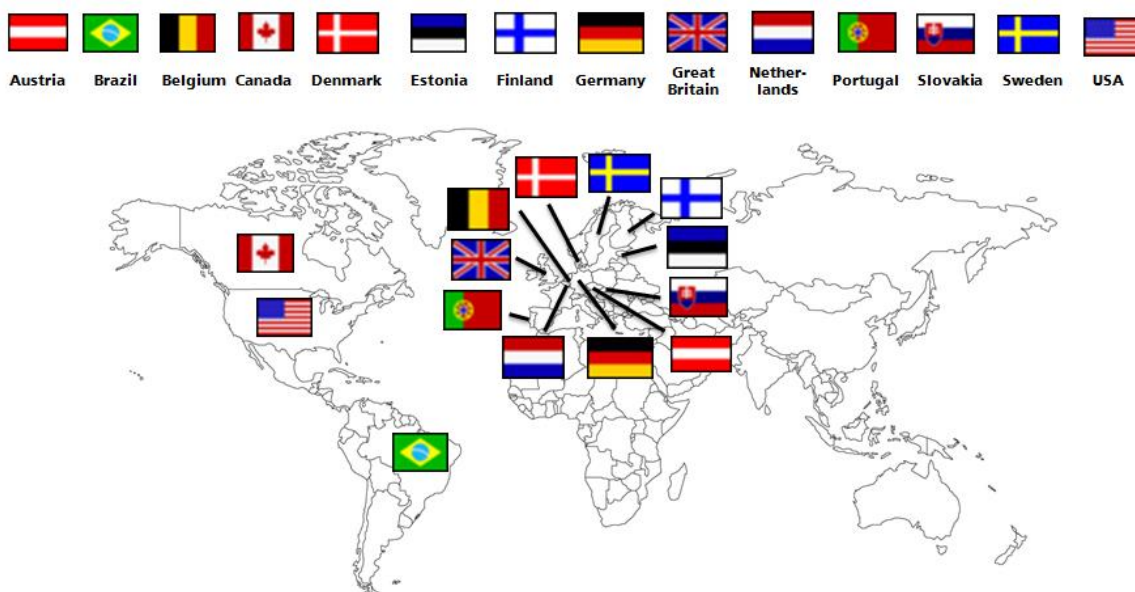 Austria
Brazil
Belgium
Canada
Denmark
Estonia
Finland
Germany
Great
Britain
Nether-
lands
Portugal
Slovakia
Sweden
USA